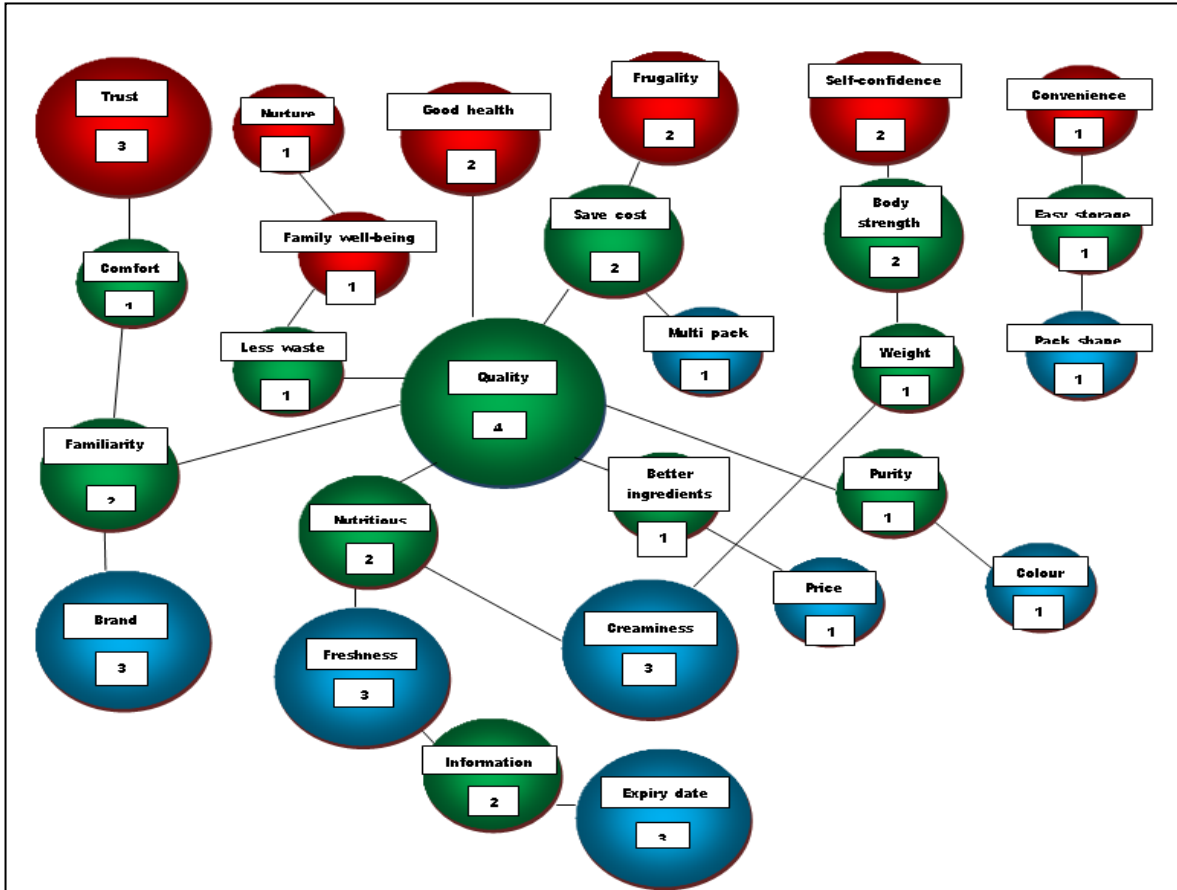 Trust
3
Nurture
1
Good health
2
Frugality
2
Self-confidence
2
Convenience
1
Comfort
1
Family well-being
1
Save cost
2
Body
strength
2
Easy storage
1
Less waste
1
Quality
4
Multi pack
1
Weight
1
Pack shape
1
Familiarity
2
Nutritious
2
Better
ingredients
1
Purity
1
Brand
3
Freshness
3
Creaminess
3
Price
1
Colour
1
Information
2
Expiry date
3